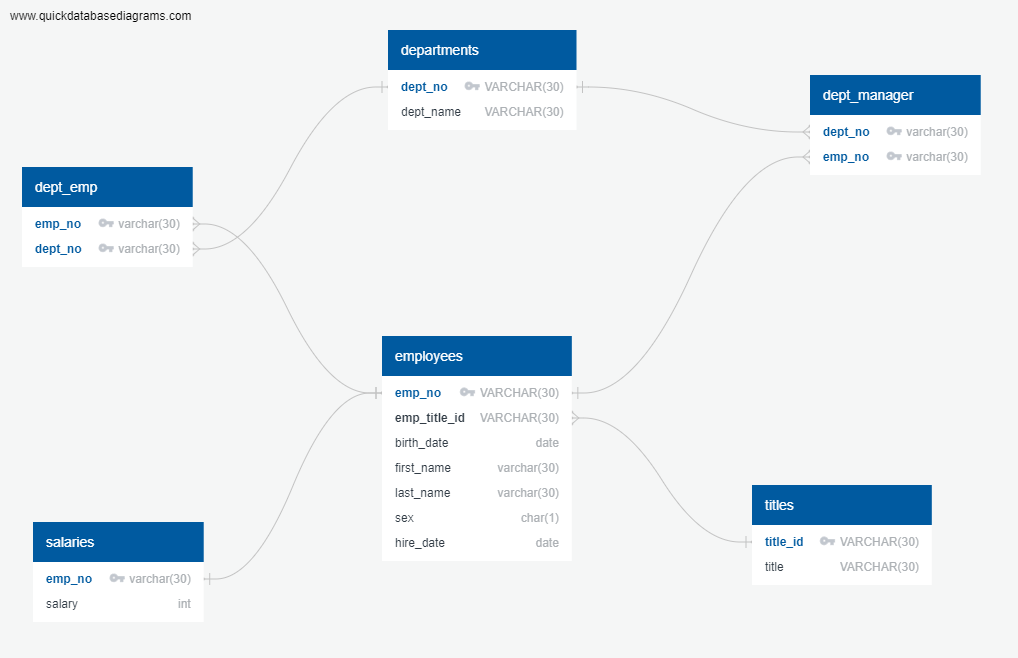 www.quickdatabasediagrams.com
departments
dept_no VARCHAR(30)
dept_name VARCHAR(30)
dept_manager
dept_no varchar(30)
emp_no varchar(30)
dept_emp
emp_no varchar(30)
dept_no varchar(30)
employees
emp_no VARCHAR(30)
emp_title_id VARCHAR(30)
birth_date date
first_name varchar(30)
last_name varchar(30)
sex char(1)
hire_date date
titles
title_id VARCHAR(30)
title VARCHAR(30)
salaries
emp_no varchar(30)
salary int